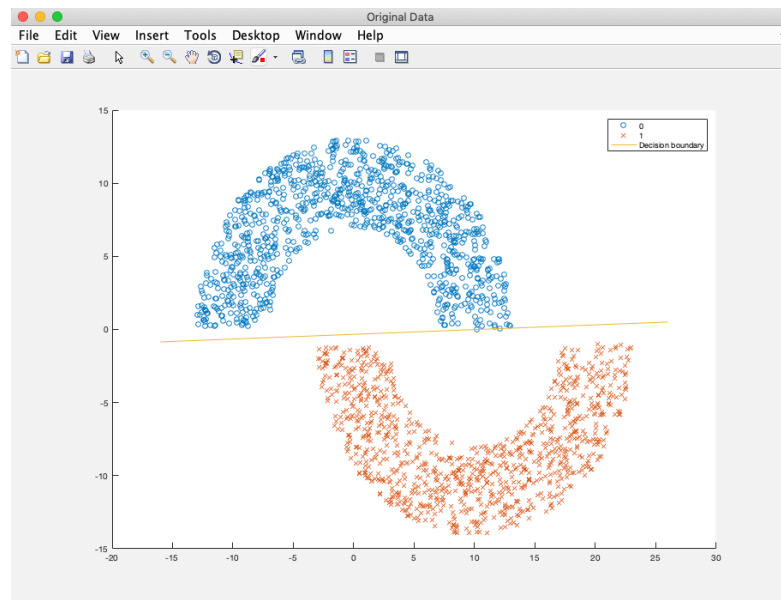 Original Data
File Edit View Insert Tools Desktop Window Help
15
0
1
Decision boundary
10
5
0
-5
-10
-15
-20 -15 -10 -5 0 5 10 15 20 25 30